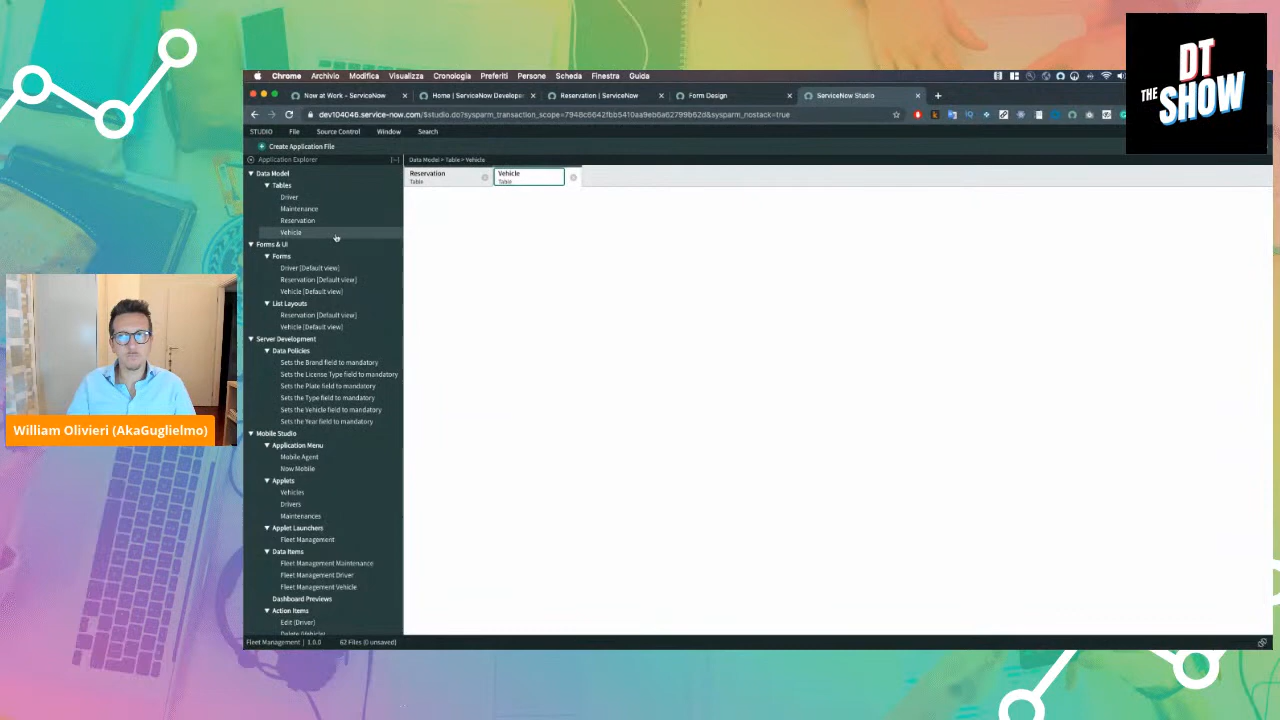 DT
THE SHOW
Chrome Archivio Modifica Visualizza Cronologia Preferiti Persone Scheda Finestra Guida
Now at Work - ServiceNow
Home | ServiceNow Develope
Reservation | ServiceNow
Form Design
ServiceNow Studio
STUDIO File Source Control Window Search
Create Application File
Application Explorer
Data Model > Table > Vehicle
Reservation
Table
Vehicle
Table
Data Model
Tables
Driver
Maintenance
Reservation
Vehicle
Forms & UI
Forms
Driver [Default view]
Reservation [Default view]
Vehicle [Default view]
List Layouts
Reservation [Default view]
Vehicle [Default view]
Server Development
Data Policies
Sets the Brand field to mandatory
Sets the License Type field to mandatory
Sets the Plate field to mandatory
Sets the Type field to mandatory
Sets the Vehicle field to mandatory
Sets the Year field to mandatory
Mobile Studio
Application Menu
Mobile Agent
Now Mobile
Applets
Vehicles
Drivers
Maintenances
Applet Launchers
Fleet Management
Data Items
Fleet Management Maintenance
Fleet Management Driver
Fleet Management Vehicle
Dashboard Previews
Action Items
Edit (Driver)
Delete (Vehicle)
Fleet Management | 1.0.0 62 Files (0 unsaved)
William Olivieri (AkaGuglielmo)